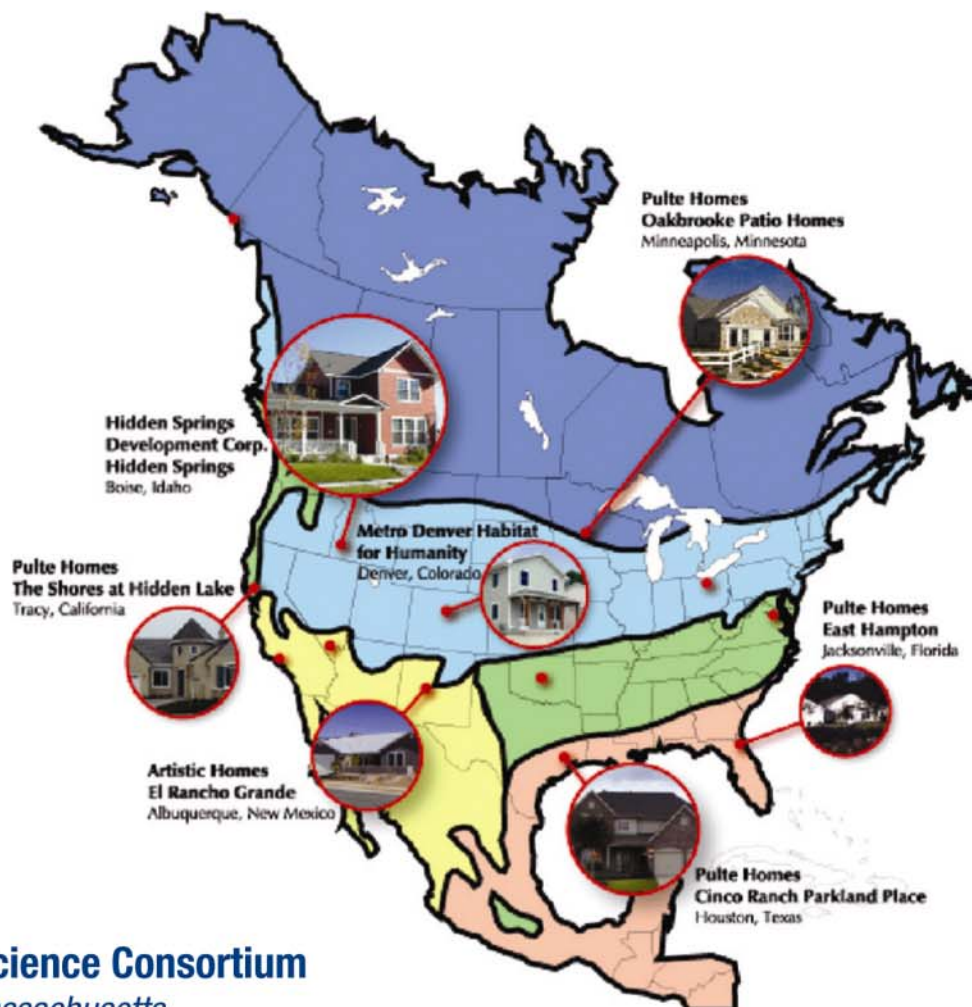 Pulte Homes
Oakbrooke Patio Homes
Minneapolis, Minnesota
Hidden Springs
Development Corp.
Hidden Springs
Boise, Idaho
Metro Denver Habitat
for Humanity
Denver, Colorado
Pulte Homes
The Shores at Hidden Lake
Tracy, California
Pulte Homes
East Hampton
Jacksonville, Florida
Artistic Homes
El Rancho Grande
Albuquerque, New Mexico
Pulte Homes
Cinco Ranch Parkland Place
Houston, Texas
cience Consortium